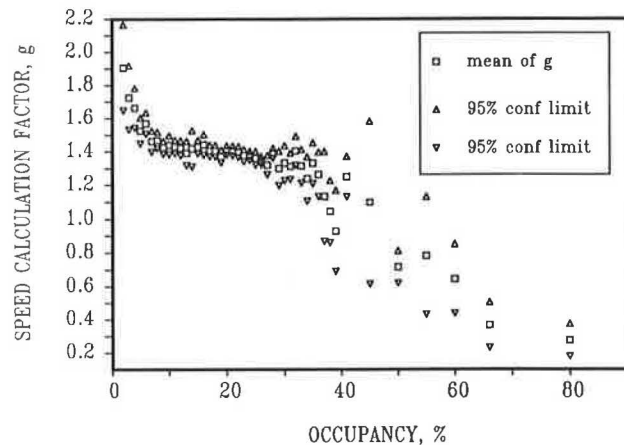 SPEED CALCULATION FACTOR, g
2.2
2.0
1.8
1.6
1.4
1.2
1.0
0.8
0.6
0.4
0.2
mean of g
95% conf limit
95% conf limit
0 20 40 60 80
OCCUPANCY, %